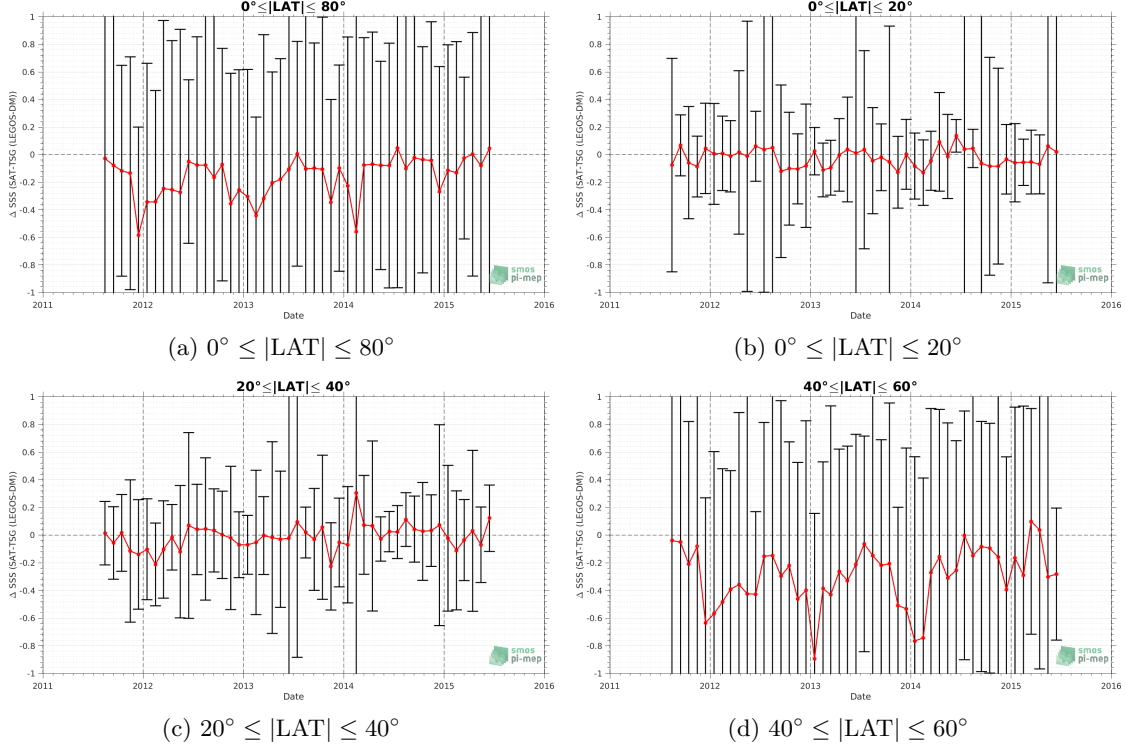 0°≤|LAT|≤ 80°
Δ SSS (SAT-TSG (LEGOS-DM))
1
0.8
0.6
0.4
0.2
0
-0.2
-0.4
-0.6
-0.8
-1
2011 2012 2013 2014 2015 2016
Date
smos
pi-mep
(a) 0° ≤ |LAT| ≤ 80°
0°≤|LAT|≤ 20°
Δ SSS (SAT-TSG (LEGOS-DM))
1
0.8
0.6
0.4
0.2
0
-0.2
-0.4
-0.6
-0.8
-1
2011 2012 2013 2014 2015 2016
Date
smos
pi-mep
(b) 0° ≤ |LAT| ≤ 20°
20°≤|LAT|≤ 40°
Δ SSS (SAT-TSG (LEGOS-DM))
1
0.8
0.6
0.4
0.2
0
-0.2
-0.4
-0.6
-0.8
-1
2011 2012 2013 2014 2015 2016
Date
smos
pi-mep
(c) 20° ≤ |LAT| ≤ 40°
40°≤|LAT|≤ 60°
Δ SSS (SAT-TSG (LEGOS-DM))
1
0.8
0.6
0.4
0.2
0
-0.2
-0.4
-0.6
-0.8
-1
2011 2012 2013 2014 2015 2016
Date
smos
pi-mep
(d) 40° ≤ |LAT| ≤ 60°